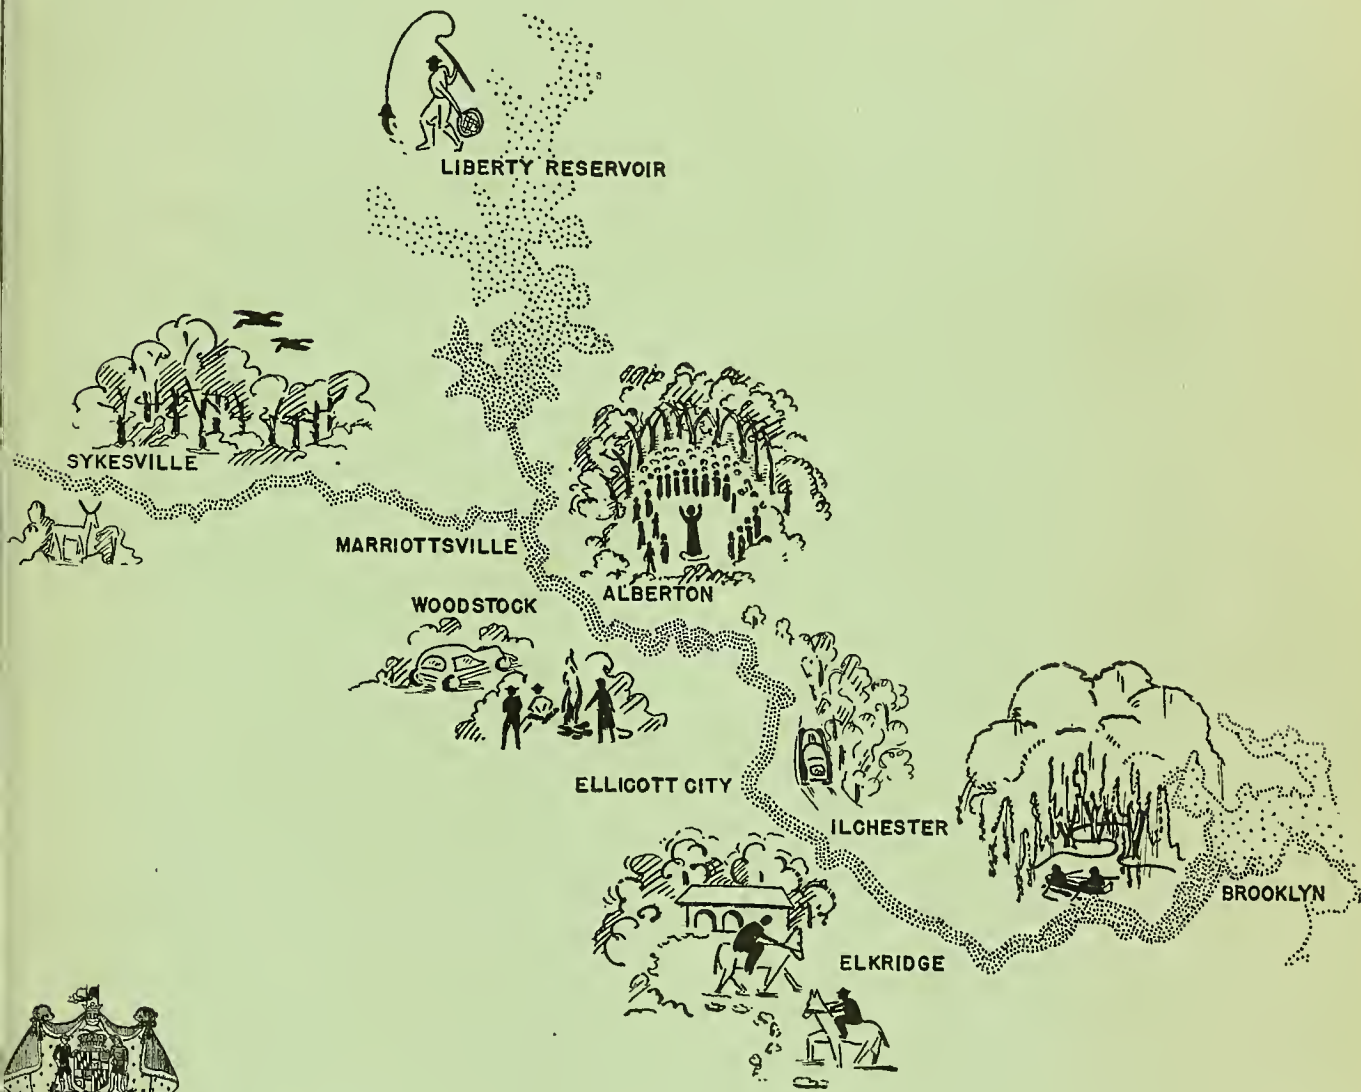 LIBERTY RESERVOIR
SYKESVILLE
MARRIOTTSVILLE
ALBERTON
WOODSTOCK
ELLICOTT CITY
ILCHESTER
BROOKLYN
ELKRIDGE